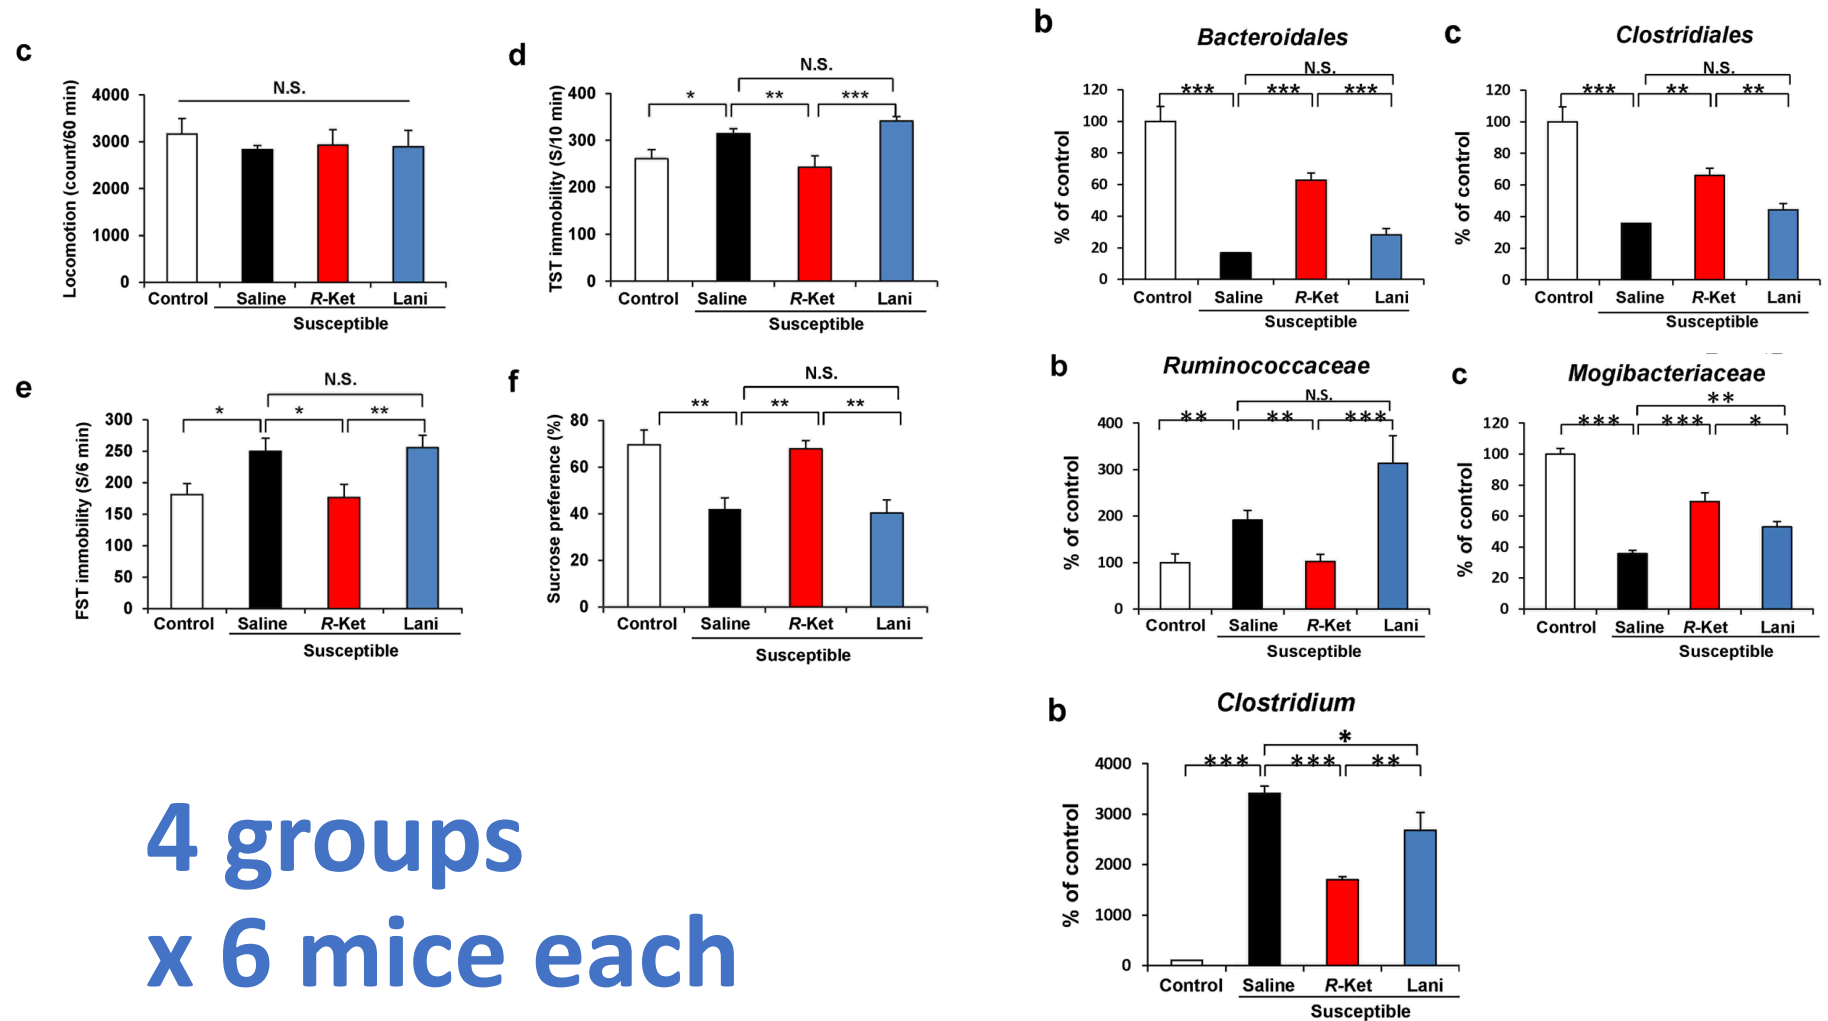 c
N.S.
4000
3000
2000
1000
0
Locomotion (count/60 min)
Control Saline R-Ket Lani
Susceptible
d
N.S.
* ** ***
400
300
200
100
0
TST immobility (S/10 min)
Control Saline R-Ket Lani
Susceptible
e
N.S.
* * **
300
250
200
150
100
50
0
FST immobility (S/6 min)
Control Saline R-Ket Lani
Susceptible
f
N.S.
** ** **
80
60
40
20
0
Sucrose preference (%)
Control Saline R-Ket Lani
Susceptible
4 groups
x 6 mice each
b
Bacteroidales
N.S.
*** *** ***
120
100
80
60
40
20
0
% of control
Control Saline R-Ket Lani
Susceptible
c
Clostridiales
N.S.
*** ** **
120
100
80
60
40
20
0
% of control
Control Saline R-Ket Lani
Susceptible
b
Ruminococcaceae
N.S.
** ** ***
400
300
200
100
0
% of control
Control Saline R-Ket Lani
Susceptible
c
Mogibacteriaceae
**
*** *** *
120
100
80
60
40
20
0
% of control
Control Saline R-Ket Lani
Susceptible
b
Clostridium
*
*** *** **
4000
3000
2000
1000
0
% of control
Control Saline R-Ket Lani
Susceptible